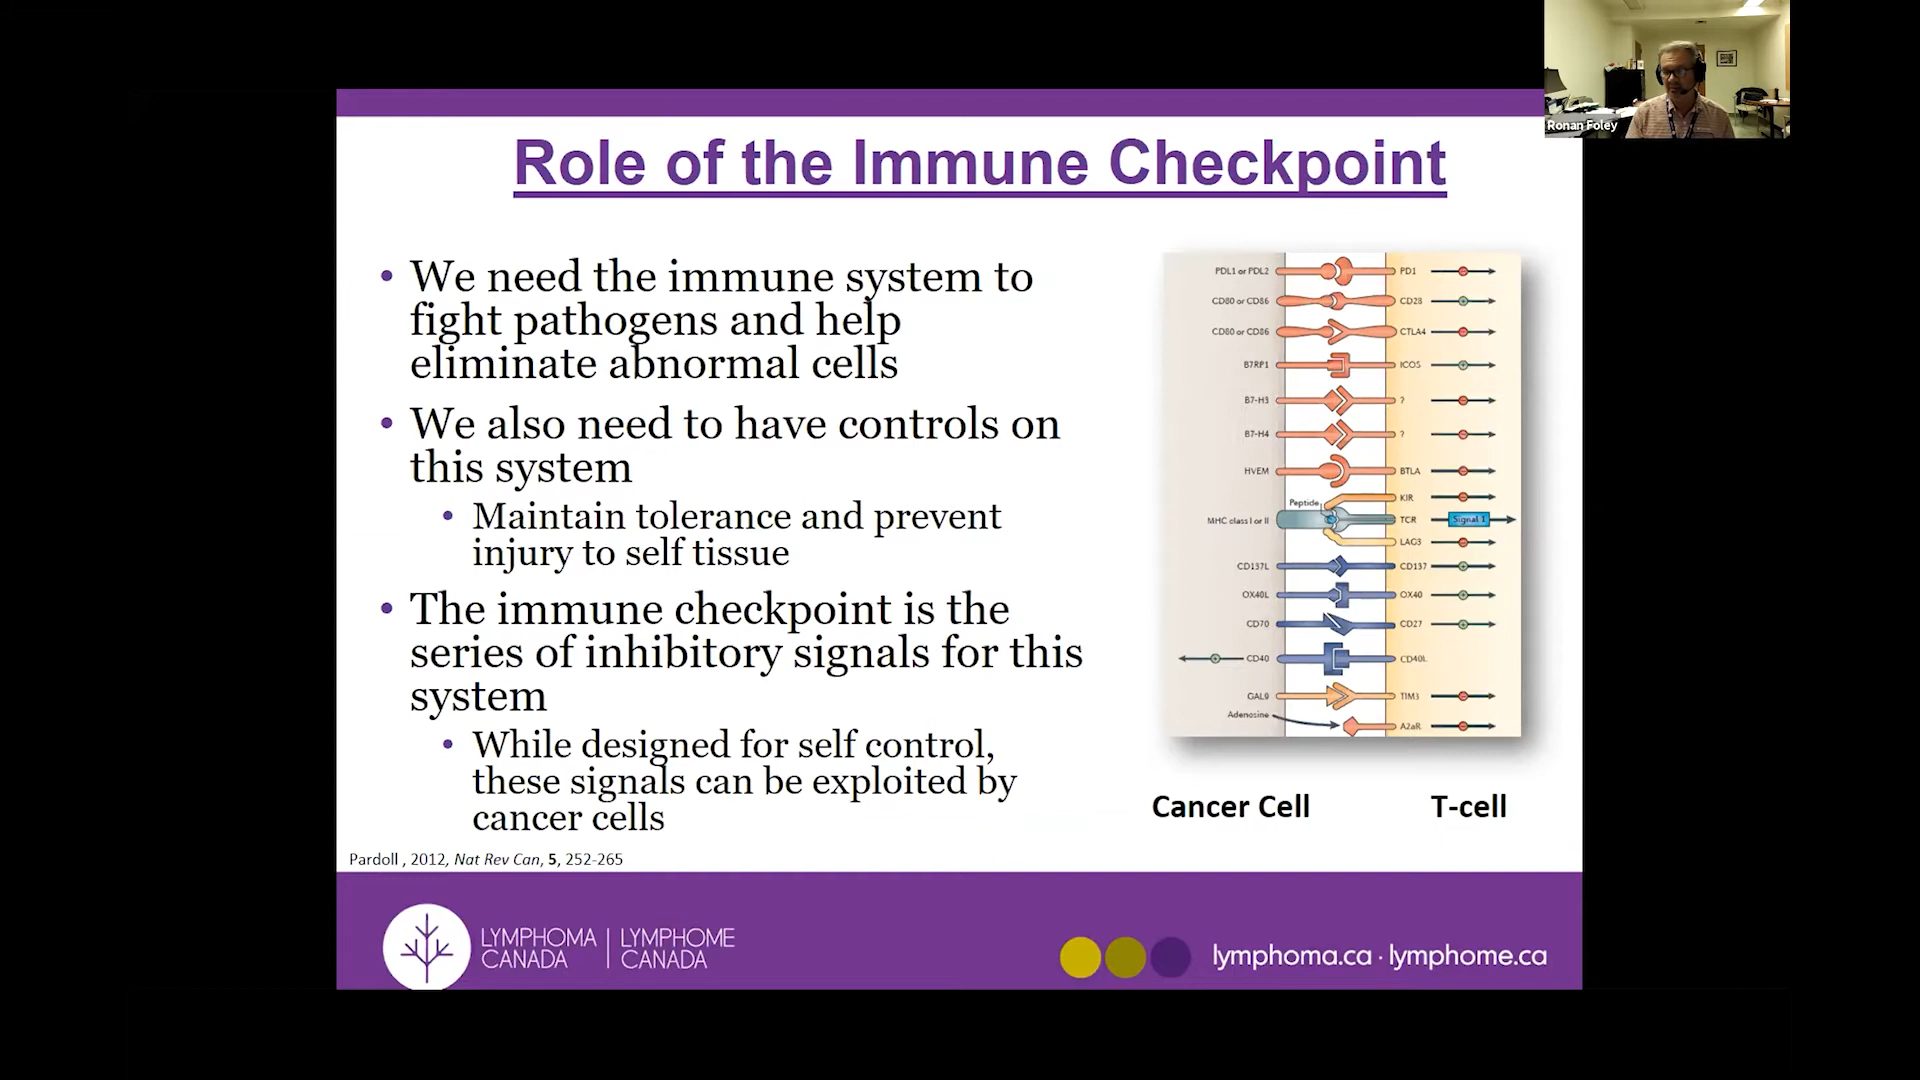 Ronan Foley
Role of the Immune Checkpoint
• We need the immune system to
fight pathogens and help
eliminate abnormal cells
• We also need to have controls on
this system
• Maintain tolerance and prevent
injury to self tissue
• The immune checkpoint is the
series of inhibitory signals for this
system
• While designed for self control,
these signals can be exploited by
cancer cells
PDL1 or PDL2 PD1
CD80 or CD86 CD28
CD80 or CD86 CTLA4
B7RP1 ICOS
B7-H3 ?
B7-H4 ?
HVEM BTLA
Peptide KIR
MHC class I or II TCR Signal 1
LAG3
CD137L CD137
OX40L OX40
CD70 CD27
CD40 CD40L
GAL9 TIM3
Adenosine A2aR
Cancer Cell T-cell
Pardoll , 2012, Nat Rev Can, 5, 252-265
LYMPHOMA | LYMPHOME
CANADA | CANADA
lymphoma.ca · lymphome.ca